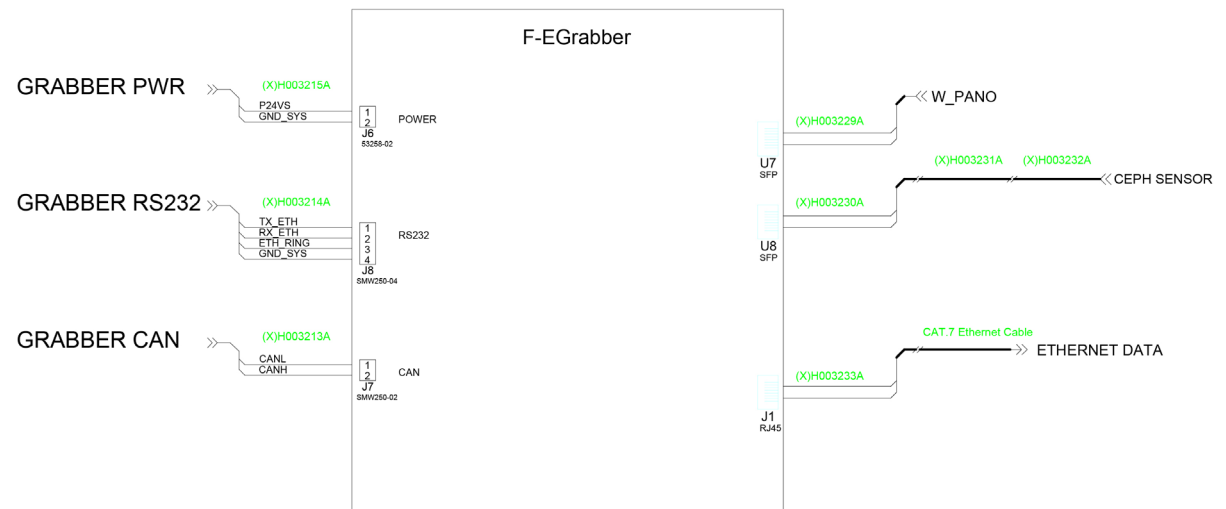 F-EGrabber
GRABBER PWR
(X)H003215A
P24VS
GND_SYS
1
2
J6
53258-02
POWER
GRABBER RS232
(X)H003214A
TX_ETH
RX_ETH
ETH_RING
GND_SYS
1
2
3
4
J8
SMW250-04
RS232
GRABBER CAN
(X)H003213A
CANL
CANH
1
2
J7
SMW250-02
CAN
W_PANO
(X)H003229A
U7
SFP
(X)H003231A
(X)H003232A
CEPH SENSOR
(X)H003230A
U8
SFP
CAT.7 Ethernet Cable
ETHERNET DATA
(X)H003233A
J1
RJ45